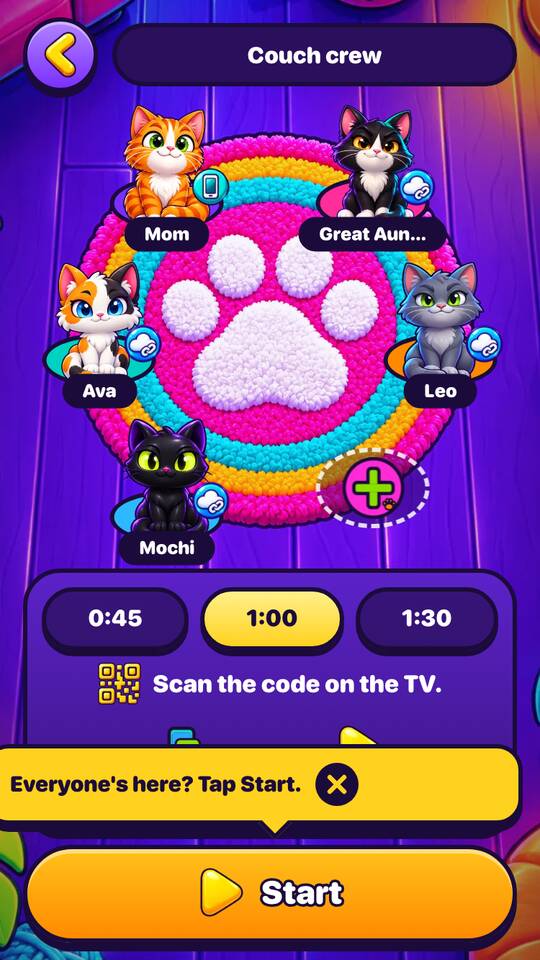 Couch crew
Mom
Great Aun...
Ava
Leo
Mochi
0:45
1:00
1:30
Scan the code on the TV.
Everyone's here? Tap Start.
Start